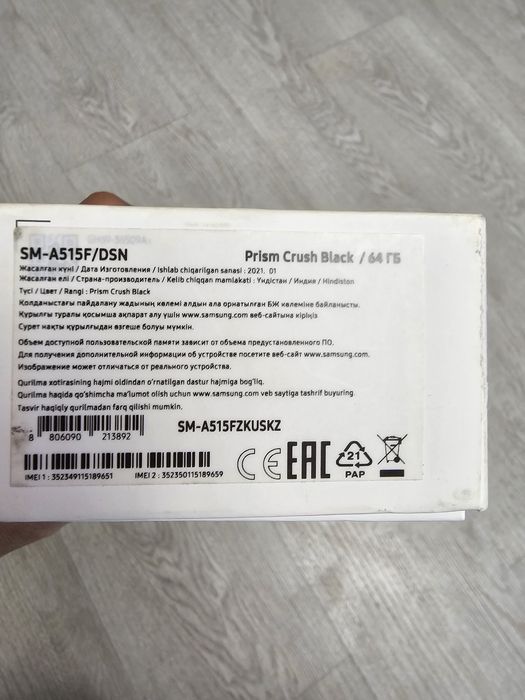 SM-A515F/DSN
Prism Crush Black / 64 ГБ
Жасалған күні / Дата Изготовления / Ishlab chiqarilgan sanasi : 2021. 01
Жасалған елі / Страна-производитель / Kelib chiqqan mamlakati : Үндістан / Индия / Hindiston
Түсі / Цвет / Rangi : Prism Crush Black
Қолданыстағы пайдалану жадының көлемі алдын ала орнатылған БЖ көлеміне байланысты.
Құрылғы туралы қосымша ақпарат алу үшін www.samsung.com веб-сайтына кіріңіз
Сурет нақты құрылғыдан өзгеше болуы мүмкін.
Объем доступной пользовательской памяти зависит от объема предустановленного ПО.
Для получения дополнительной информации об устройстве посетите веб-сайт www.samsung.com.
Изображение может отличаться от реального устройства.
Qurilma xotirasining hajmi oldindan o'rnatilgan dastur hajmiga bog'liq.
Qurilma haqida qo'shimcha ma'lumot olish uchun www.samsung.com veb saytiga tashrif buyuring
Tasvir haqiqiy qurilmadan farq qilishi mumkin.
8 806090 213892
SM-A515FZKUSKZ
CE EAC 21 PAP
IMEI 1 : 352349115189651
IMEI 2 : 352350115189659